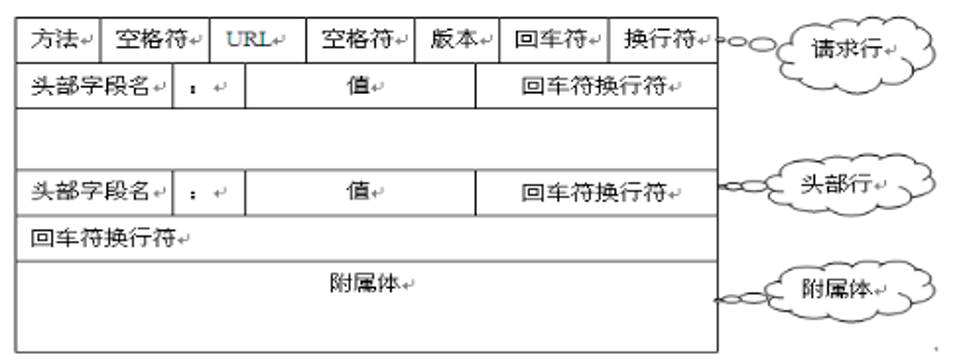 方法↵ 空格符↵ URL↵ 空格符↵ 版本↵ 回车符↵ 换行符↵ 请求行↵
头部字段名↵ ：↵ 值↵ 回车符换行符↵
头部字段名↵ ：↵ 值↵ 回车符换行符↵ 头部行↵
回车符换行符↵
附属体↵ 附属体↵